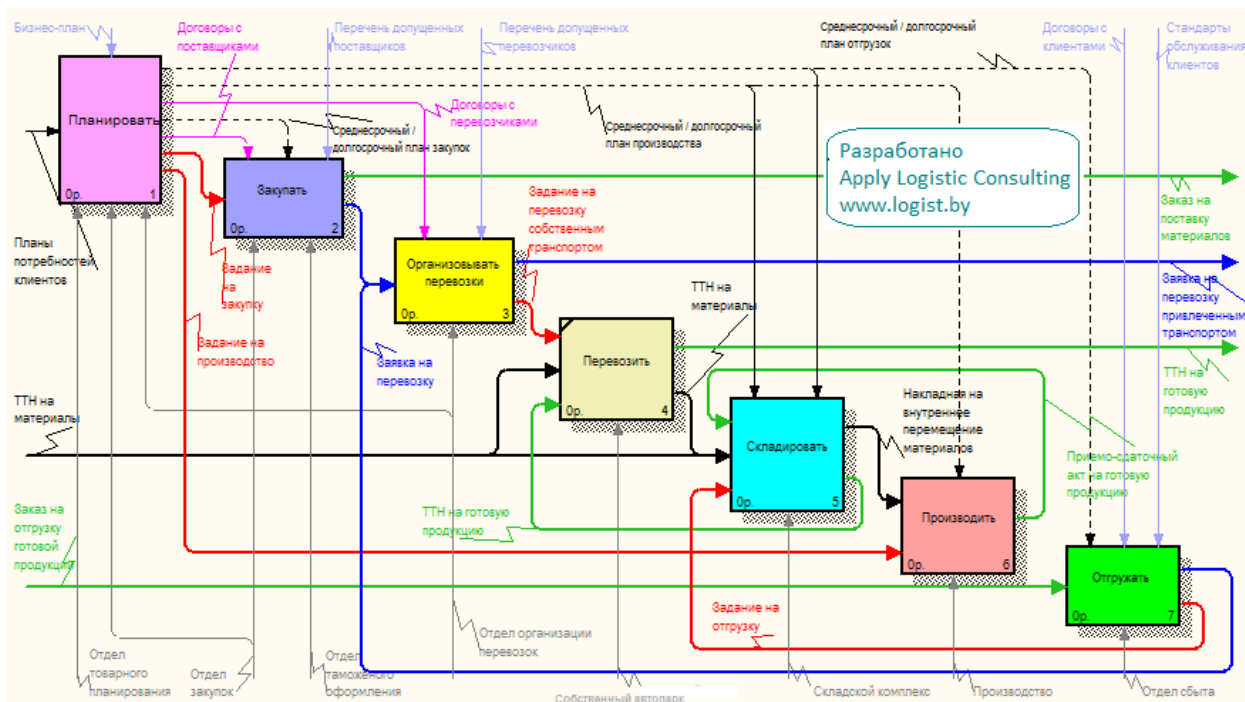 Бизнес-план
Договоры с
поставщиками
Перечень допущенных
поставщиков
Перечень допущенных
перевозчиков
Среднесрочный / долгосрочный
план отгрузок
Договоры с
клиентами
Стандарты
обслуживания
клиентов
Планировать
0р. 1
Договоры с
перевозчиками
Среднесрочный /
долгосрочный план закупок
Среднесрочный / долгосрочный
план производства
Разработано
Apply Logistic Consulting
www.logist.by
Закупать
0р. 2
Задание на
перевозку
собственным
транспортом
Заказ на
поставку
материалов
Планы
потребностей
клиентов
Задание
на
закупку
Организовывать
перевозки
0р. 3
ТТН на
материалы
Заявка на
перевозку
привлеченным
транспортом
Задание на
производство
Заявка на
перевозку
Перевозить
0р. 4
ТТН на
готовую
продукцию
ТТН на
материалы
Накладная на
внутреннее
перемещение
материалов
Складировать
0р. 5
Приемо-сдаточный
акт на готовую
продукцию
Заказ на
отгрузку
готовой
продукции
ТТН на готовую
продукцию
Производить
0р. 6
Отгружать
0р. 7
Задание на
отгрузку
Отдел
товарного
планирования
Отдел
закупок
Отдел
таможеного
оформления
Отдел организации
перевозок
Собственный автопарк
Складской комплекс
Производство
Отдел сбыта